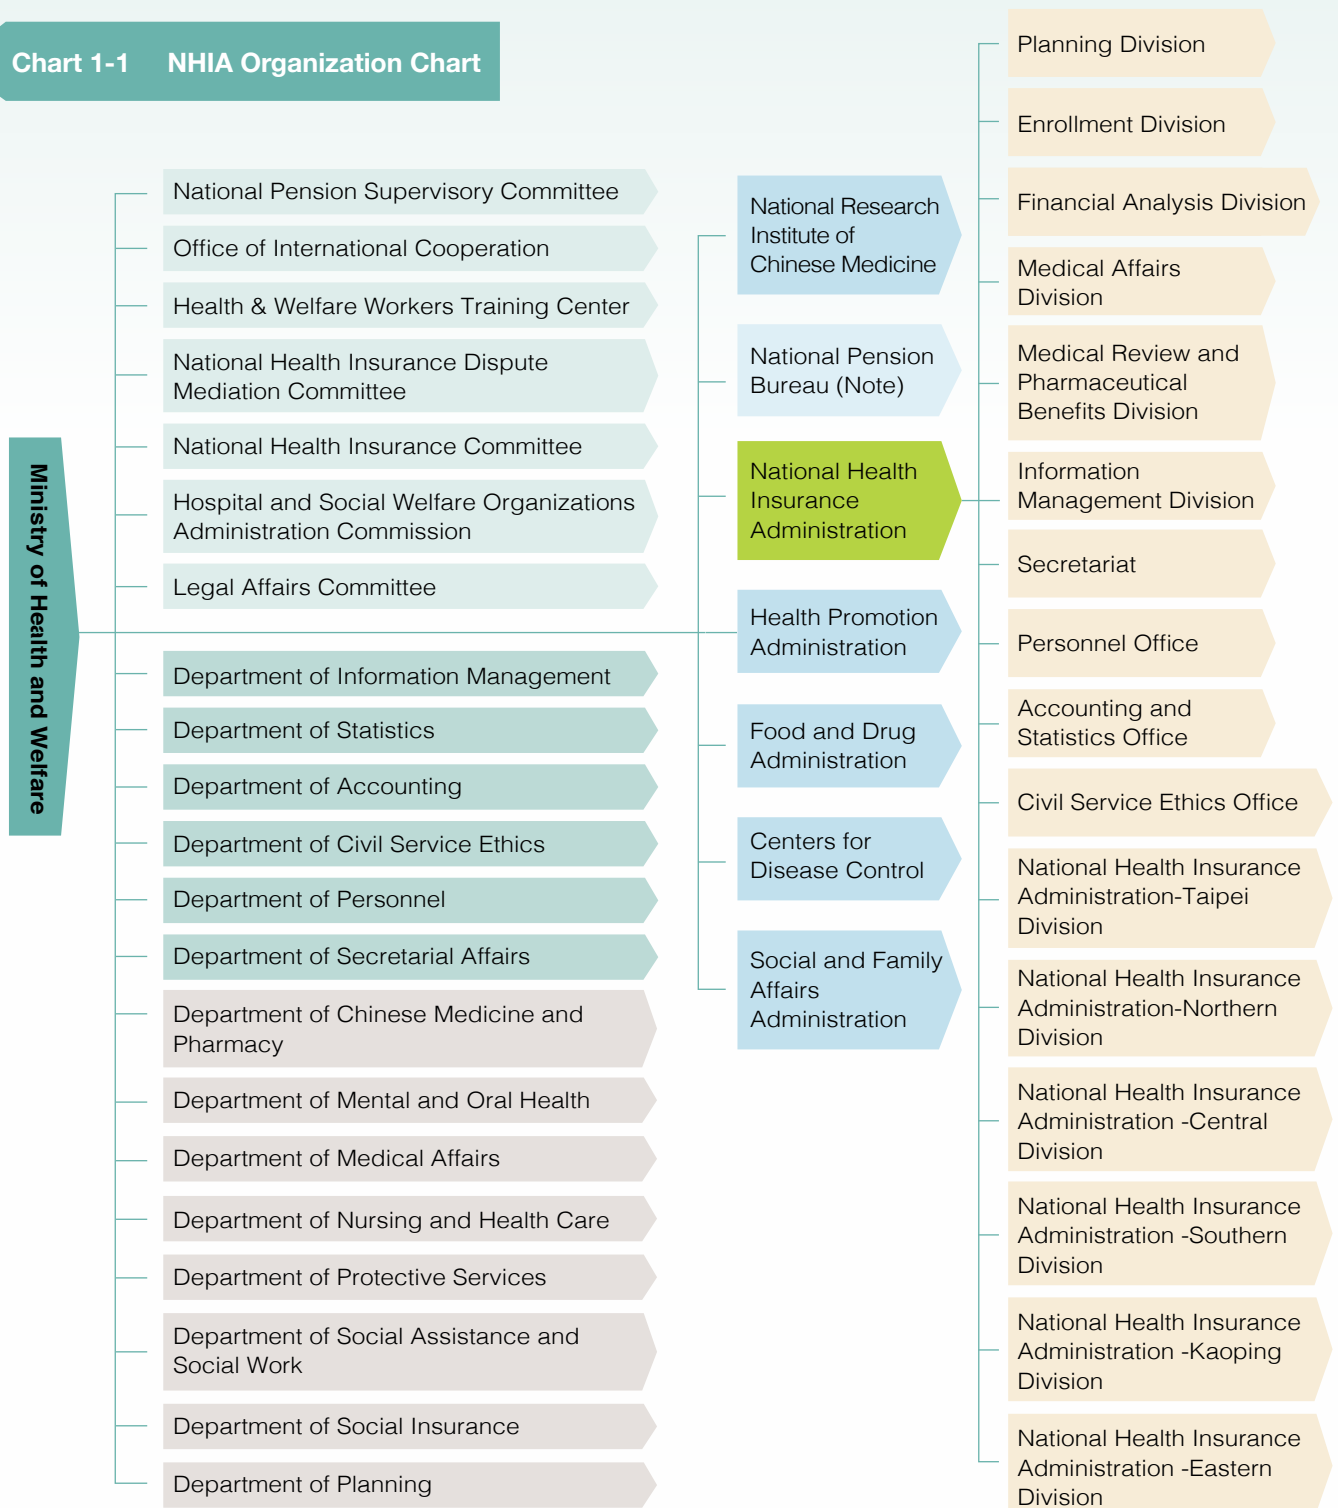 Chart 1-1 NHIA Organization Chart
Ministry of Health and Welfare
National Pension Supervisory Committee
Office of International Cooperation
Health & Welfare Workers Training Center
National Health Insurance Dispute
Mediation Committee
National Health Insurance Committee
Hospital and Social Welfare Organizations
Administration Commission
Legal Affairs Committee
Department of Information Management
Department of Statistics
Department of Accounting
Department of Civil Service Ethics
Department of Personnel
Department of Secretarial Affairs
Department of Chinese Medicine and
Pharmacy
Department of Mental and Oral Health
Department of Medical Affairs
Department of Nursing and Health Care
Department of Protective Services
Department of Social Assistance and
Social Work
Department of Social Insurance
Department of Planning
National Research
Institute of
Chinese Medicine
National Pension
Bureau (Note)
National Health
Insurance
Administration
Health Promotion
Administration
Food and Drug
Administration
Centers for
Disease Control
Social and Family
Affairs
Administration
Planning Division
Enrollment Division
Financial Analysis Division
Medical Affairs
Division
Medical Review and
Pharmaceutical
Benefits Division
Information
Management Division
Secretariat
Personnel Office
Accounting and
Statistics Office
Civil Service Ethics Office
National Health Insurance
Administration-Taipei
Division
National Health Insurance
Administration-Northern
Division
National Health Insurance
Administration -Central
Division
National Health Insurance
Administration -Southern
Division
National Health Insurance
Administration -Kaoping
Division
National Health Insurance
Administration -Eastern
Division